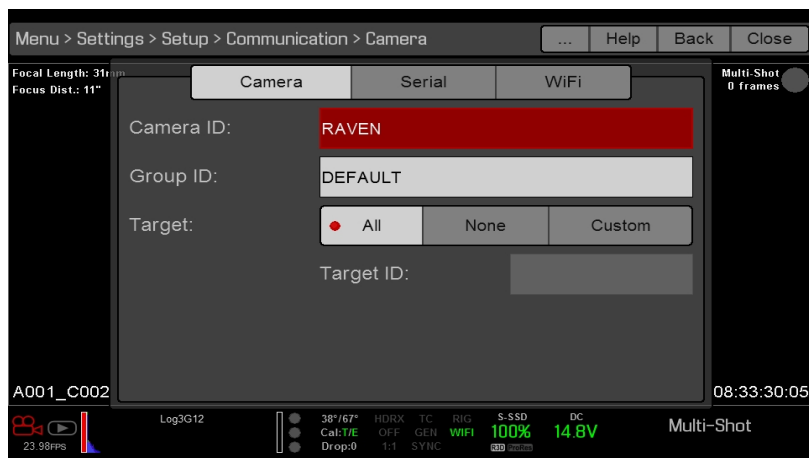 Menu > Settings > Setup > Communication > Camera ... Help Back Close
Focal Length: 31mm
Focus Dist.: 11"
Multi-Shot
0 frames
Camera Serial WiFi
Camera ID: RAVEN
Group ID: DEFAULT
Target: All None Custom
Target ID:
A001_C002 08:33:30:05
Log3G12 38°/67° HDRX TC RIG S-SSD DC
Cal:T/E OFF GEN WIFI 100% 14.8V Multi-Shot
23.98FPS Drop:0 1:1 SYNC R3D ProRes